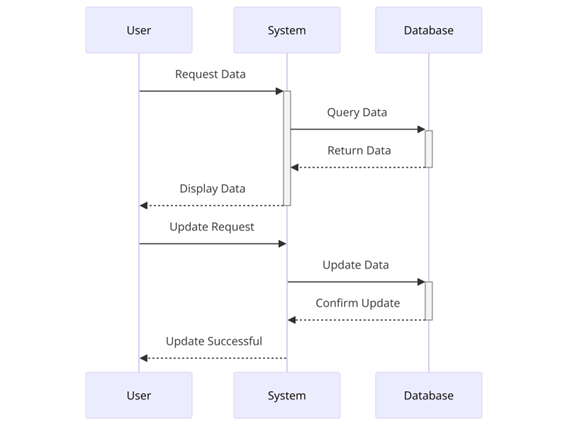 User
System
Database
Request Data
Query Data
Return Data
Display Data
Update Request
Update Data
Confirm Update
Update Successful
User
System
Database